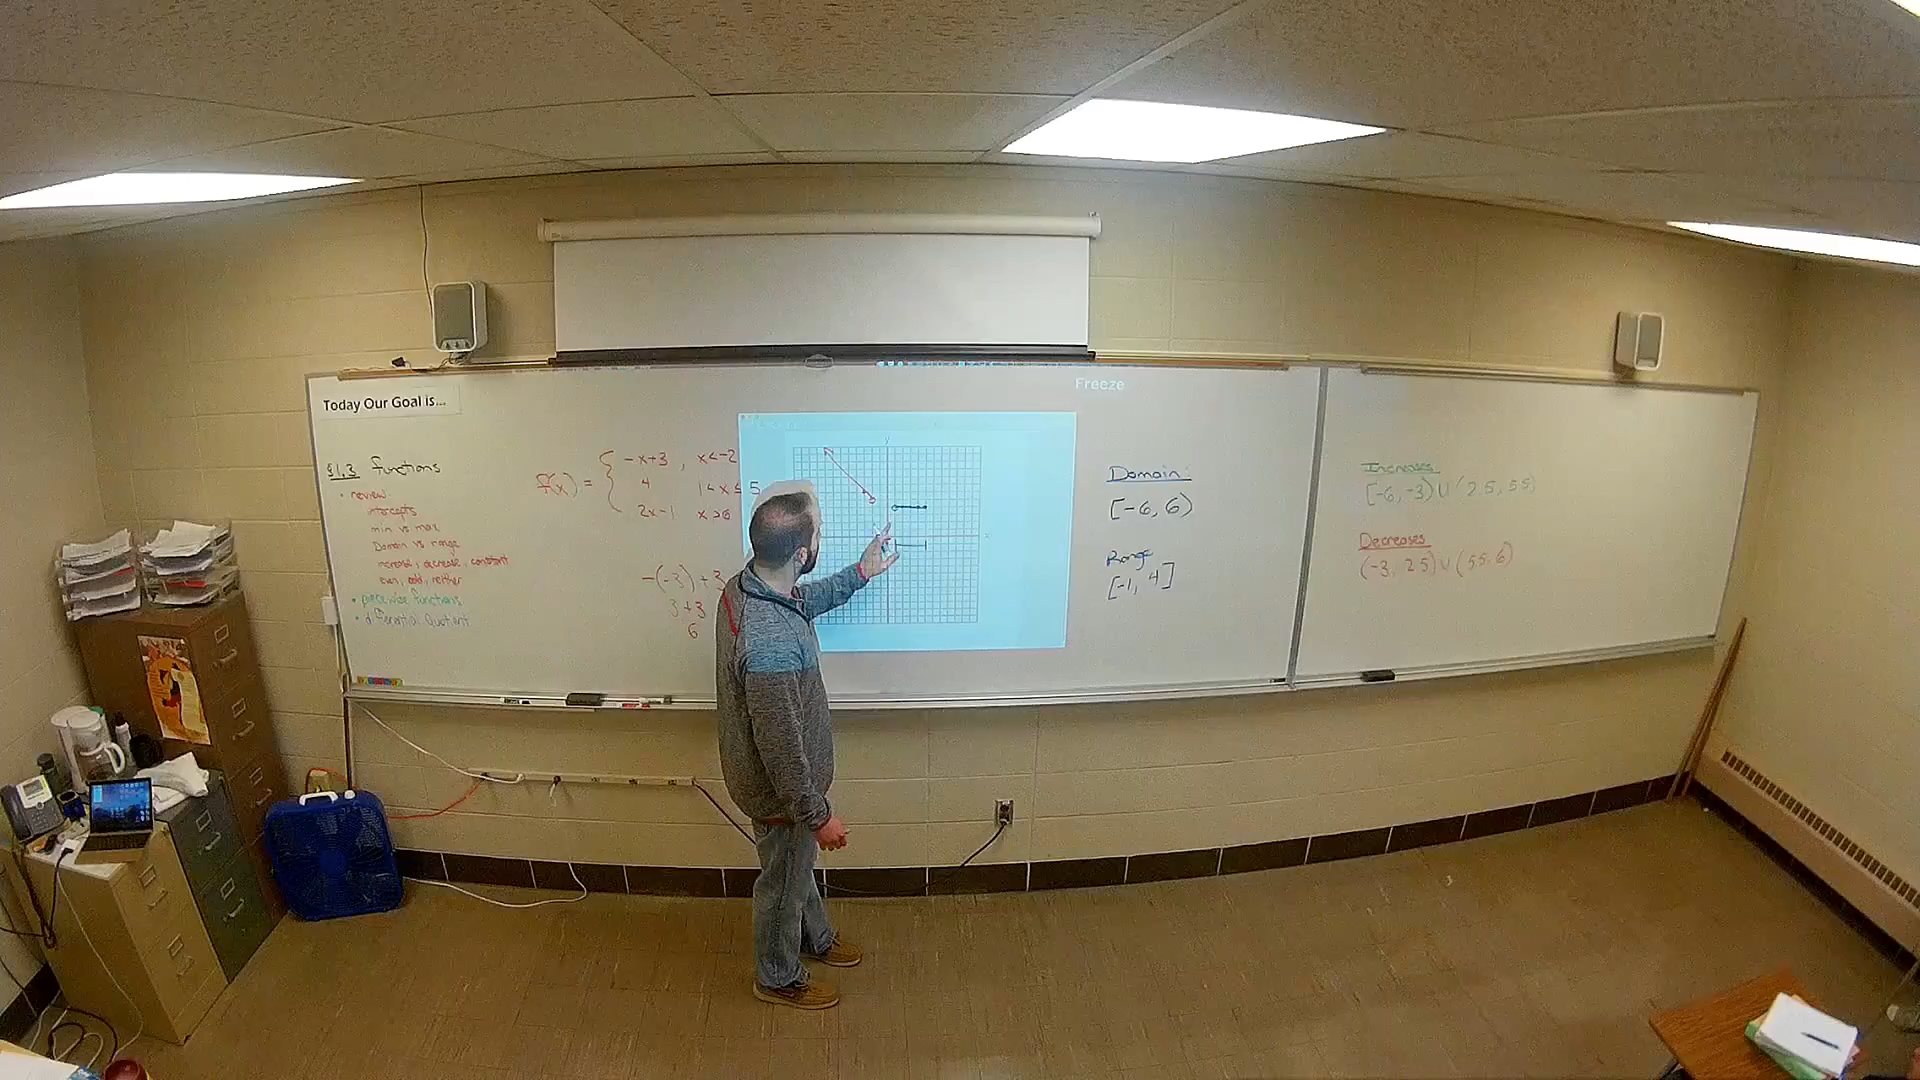 Today Our Goal is...
Freeze
§1.3 functions
• review
intercepts
min vs max
Domain vs range
increase, decrease, constant
even, odd, neither
• piecewise functions
• differential Quotient
f(x) = { -x+3 , x<-2
4 1<x≤5
2x-1 x>6
-(-3)+3
3+3
6
y
x
Domain:
[-6, 6)
Range
[-1, 4]
Increases
[-6, -3) U (2.5, 5.5)
Decreases
(-3, 2.5) U (5.5, 6)